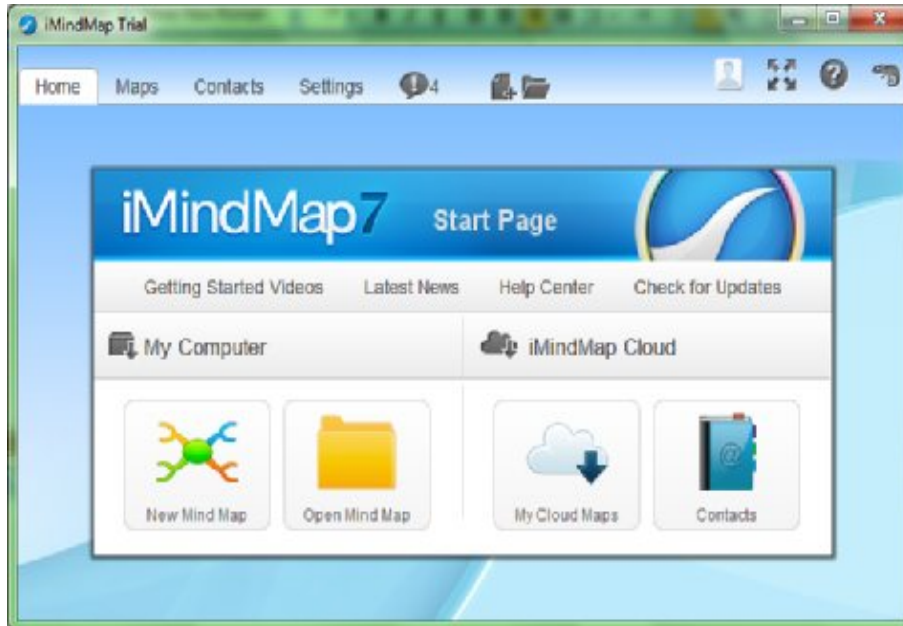 iMindMap Trial
Home Maps Contacts Settings 4
iMindMap7 Start Page
Getting Started Videos Latest News Help Center Check for Updates
My Computer iMindMap Cloud
New Mind Map Open Mind Map My Cloud Maps Contacts